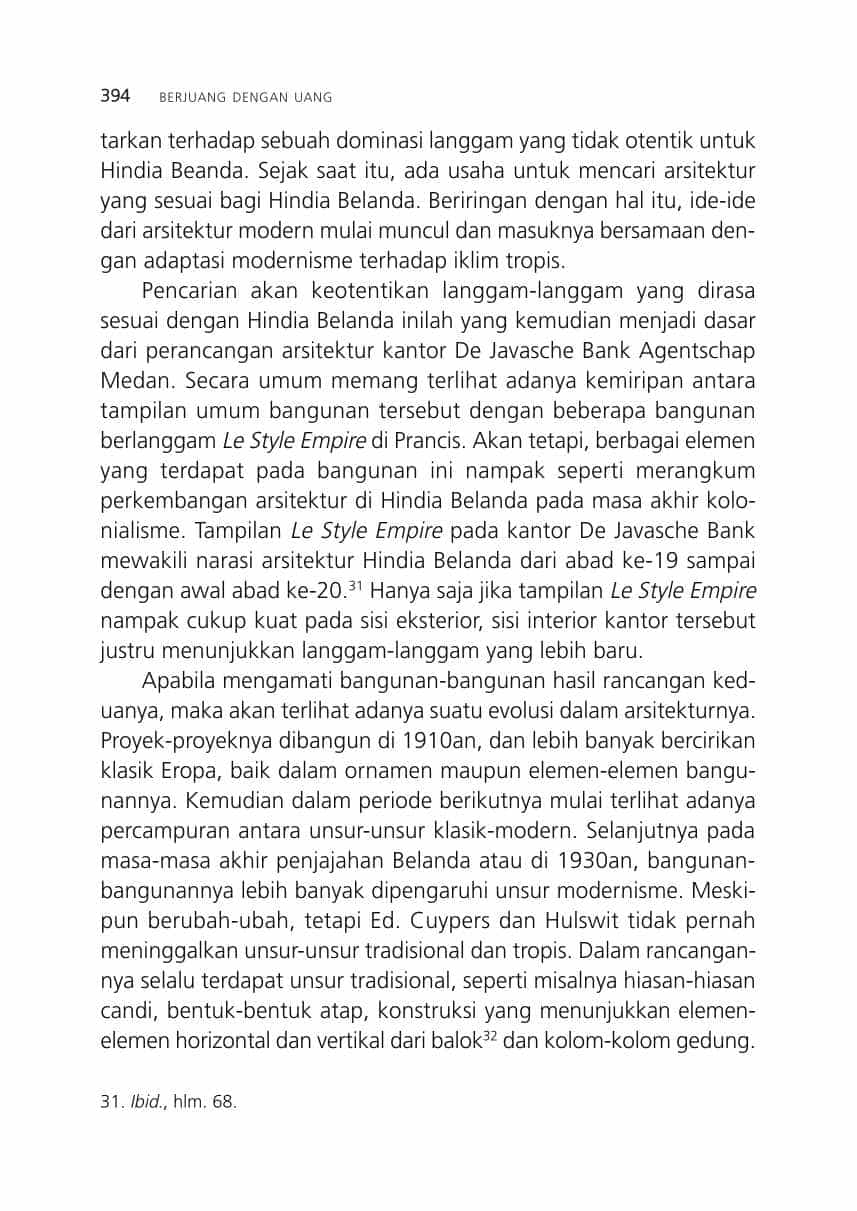 394 BERJUANG DENGAN UANG
tarkan terhadap sebuah dominasi langgam yang tidak otentik untuk
Hindia Beanda. Sejak saat itu, ada usaha untuk mencari arsitektur
yang sesuai bagi Hindia Belanda. Beriringan dengan hal itu, ide-ide
dari arsitektur modern mulai muncul dan masuknya bersamaan den-
gan adaptasi modernisme terhadap iklim tropis.
Pencarian akan keotentikan langgam-langgam yang dirasa
sesuai dengan Hindia Belanda inilah yang kemudian menjadi dasar
dari perancangan arsitektur kantor De Javasche Bank Agentschap
Medan. Secara umum memang terlihat adanya kemiripan antara
tampilan umum bangunan tersebut dengan beberapa bangunan
berlanggam Le Style Empire di Prancis. Akan tetapi, berbagai elemen
yang terdapat pada bangunan ini nampak seperti merangkum
perkembangan arsitektur di Hindia Belanda pada masa akhir kolo-
nialisme. Tampilan Le Style Empire pada kantor De Javasche Bank
mewakili narasi arsitektur Hindia Belanda dari abad ke-19 sampai
dengan awal abad ke-20.31 Hanya saja jika tampilan Le Style Empire
nampak cukup kuat pada sisi eksterior, sisi interior kantor tersebut
justru menunjukkan langgam-langgam yang lebih baru.
Apabila mengamati bangunan-bangunan hasil rancangan ked-
uanya, maka akan terlihat adanya suatu evolusi dalam arsitekturnya.
Proyek-proyeknya dibangun di 1910an, dan lebih banyak bercirikan
klasik Eropa, baik dalam ornamen maupun elemen-elemen bangu-
nannya. Kemudian dalam periode berikutnya mulai terlihat adanya
percampuran antara unsur-unsur klasik-modern. Selanjutnya pada
masa-masa akhir penjajahan Belanda atau di 1930an, bangunan-
bangunannya lebih banyak dipengaruhi unsur modernisme. Meski-
pun berubah-ubah, tetapi Ed. Cuypers dan Hulswit tidak pernah
meninggalkan unsur-unsur tradisional dan tropis. Dalam rancangan-
nya selalu terdapat unsur tradisional, seperti misalnya hiasan-hiasan
candi, bentuk-bentuk atap, konstruksi yang menunjukkan elemen-
elemen horizontal dan vertikal dari balok32 dan kolom-kolom gedung.
31. Ibid., hlm. 68.